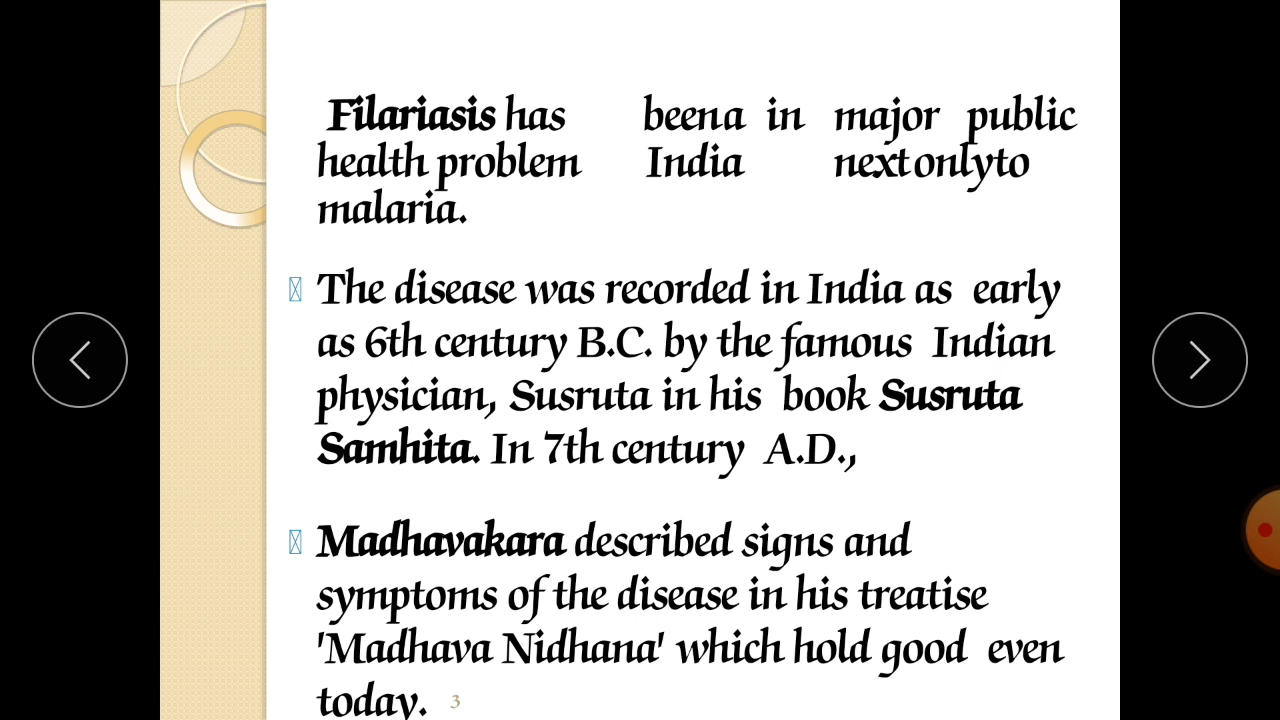 Filariasis has beena in major public
health problem India nextonlyto
malaria.
The disease was recorded in India as early
as 6th century B.C. by the famous Indian
physician, Susruta in his book Susruta
Samhita. In 7th century A.D.,
Madhavakara described signs and
symptoms of the disease in his treatise
'Madhava Nidhana' which hold good even
today. 3